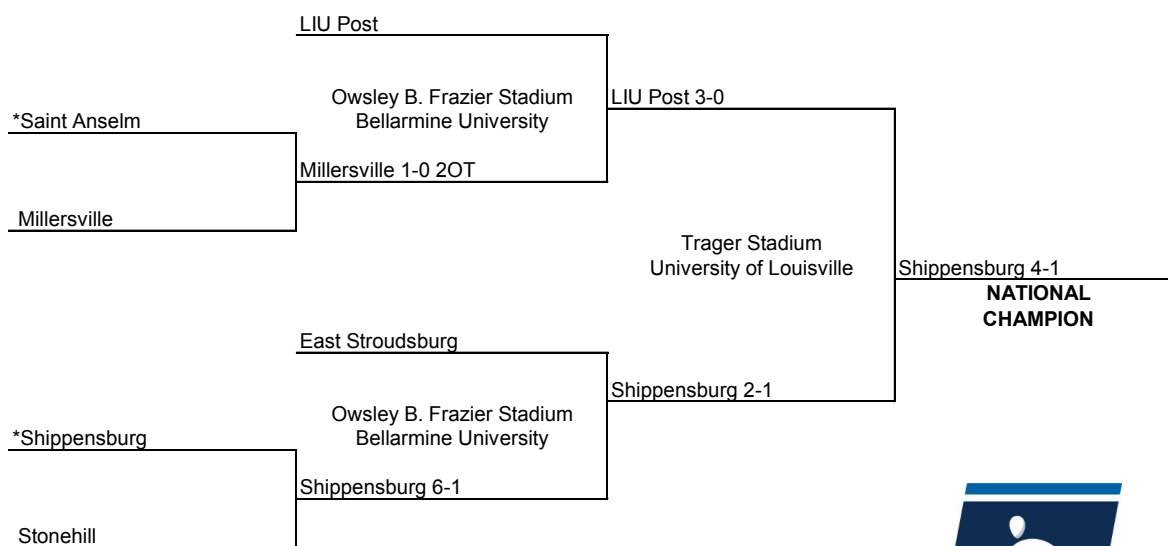 LIU Post
Owsley B. Frazier Stadium
Bellarmine University
LIU Post 3-0
*Saint Anselm
Millersville 1-0 2OT
Millersville
Trager Stadium
University of Louisville
Shippensburg 4-1
NATIONAL
CHAMPION
East Stroudsburg
Shippensburg 2-1
Owsley B. Frazier Stadium
Bellarmine University
*Shippensburg
Shippensburg 6-1
Stonehill